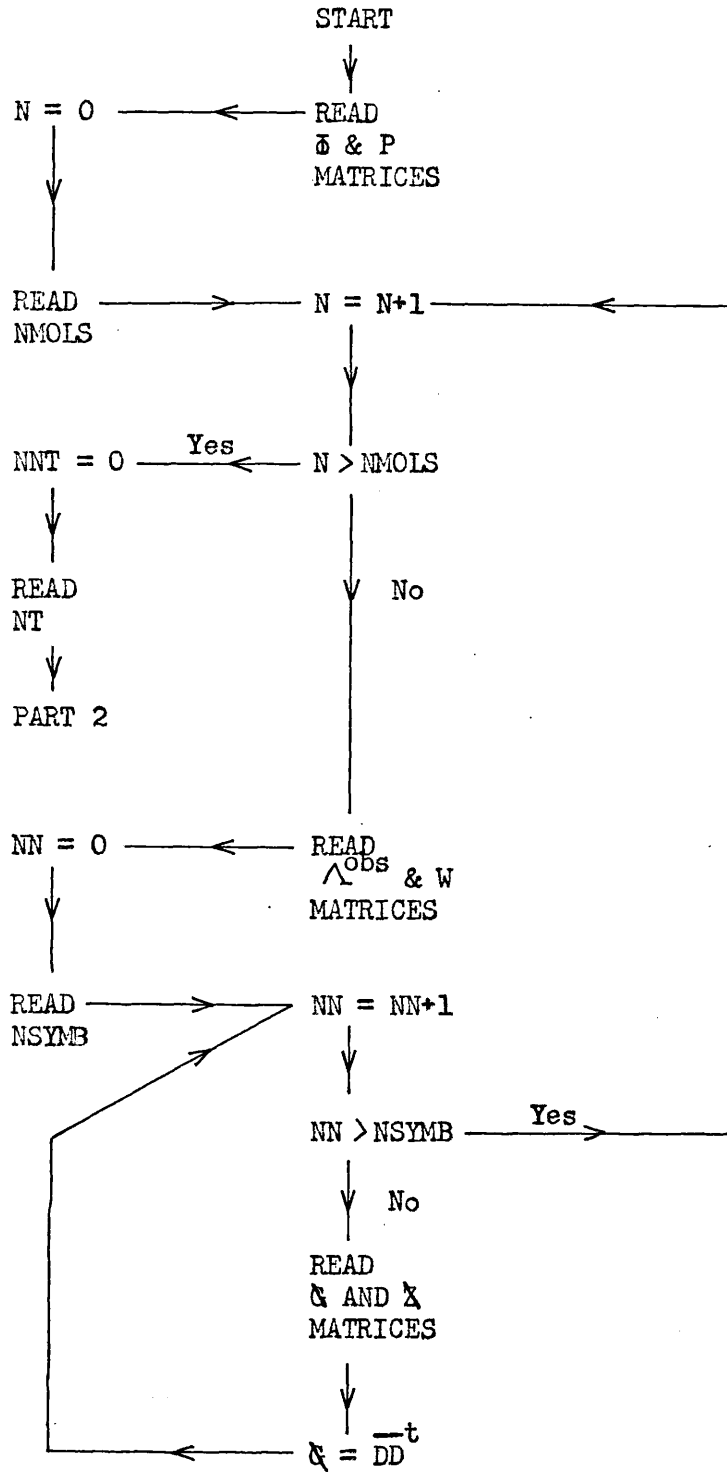 START
N = 0
READ
Φ & P
MATRICES
READ
NMOLS
N = N+1
NNT = 0
Yes
N > NMOLS
READ
NT
No
PART 2
NN = 0
READ
Λobs & W
MATRICES
READ
NSYMB
NN = NN+1
NN > NSYMB
Yes
No
READ
G AND Z
MATRICES
G = DD^t